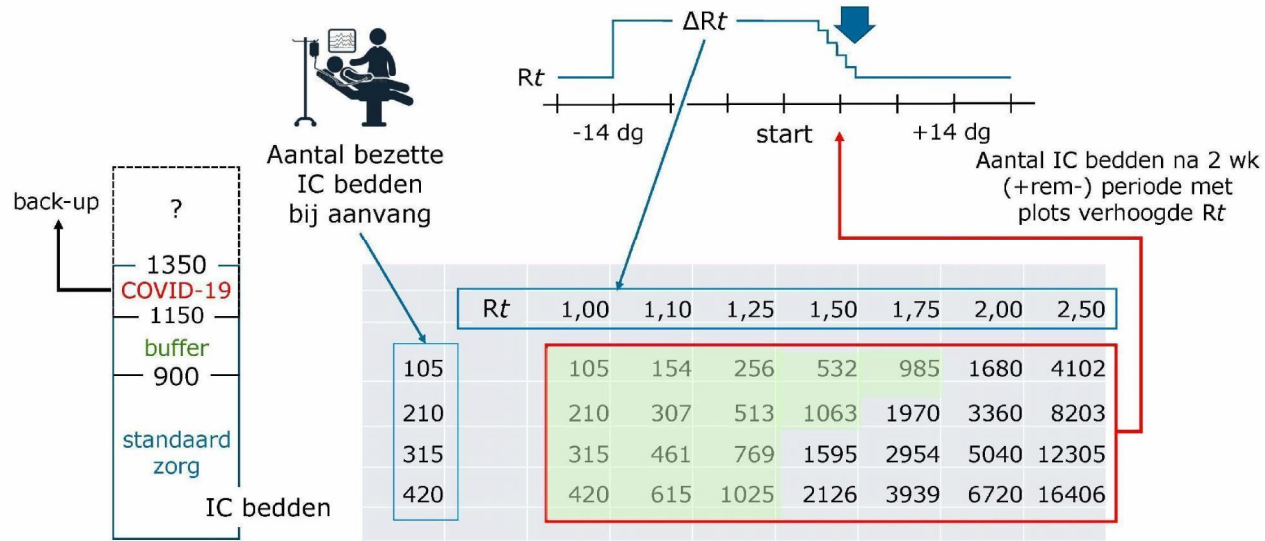 ΔRt
Rt
-14 dg
start
+14 dg
Aantal bezette
IC bedden
bij aanvang
Aantal IC bedden na 2 wk
(+rem-) periode met
plots verhoogde Rt
back-up
?
1350
COVID-19
1150
buffer
900
standaard
zorg
IC bedden
Rt 1,00 1,10 1,25 1,50 1,75 2,00 2,50
105 105 154 256 532 985 1680 4102
210 210 307 513 1063 1970 3360 8203
315 315 461 769 1595 2954 5040 12305
420 420 615 1025 2126 3939 6720 16406